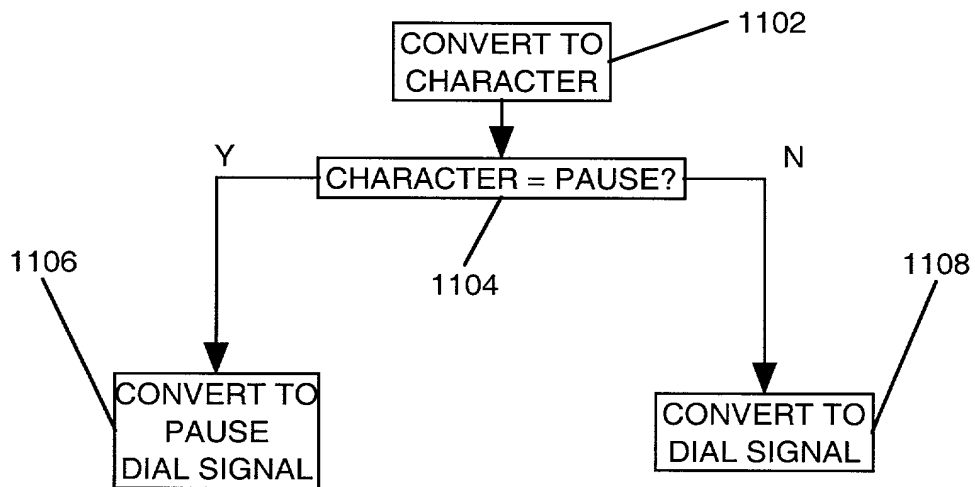 1102
CONVERT TO
CHARACTER
Y
N
CHARACTER = PAUSE?
1106
1104
1108
CONVERT TO
PAUSE
DIAL SIGNAL
CONVERT TO
DIAL SIGNAL